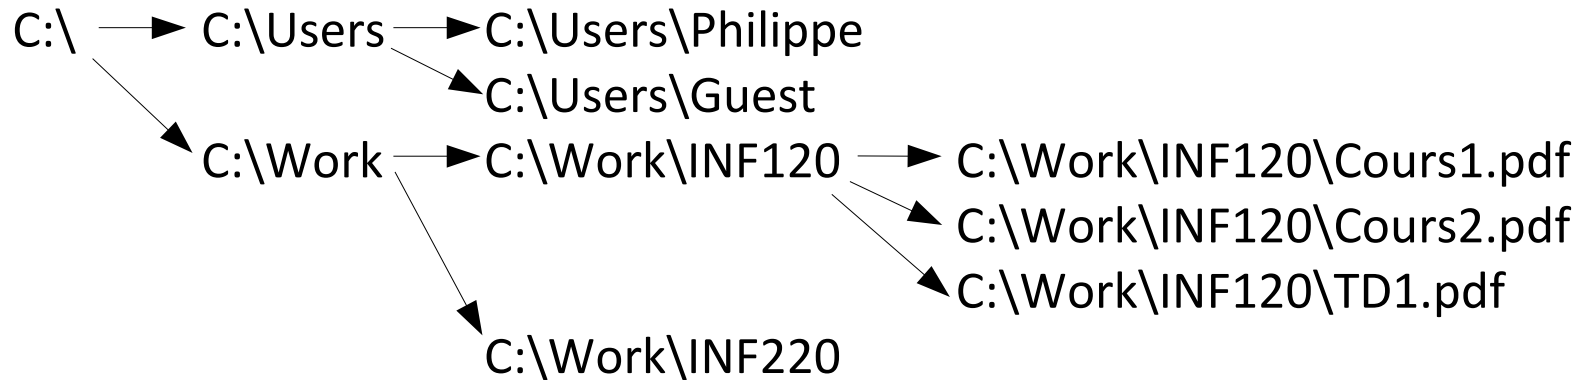 C:\ C:\Users C:\Users\Philippe
C:\Users\Guest
C:\Work C:\Work\INF120 C:\Work\INF120\Cours1.pdf
C:\Work\INF120\Cours2.pdf
C:\Work\INF120\TD1.pdf
C:\Work\INF220